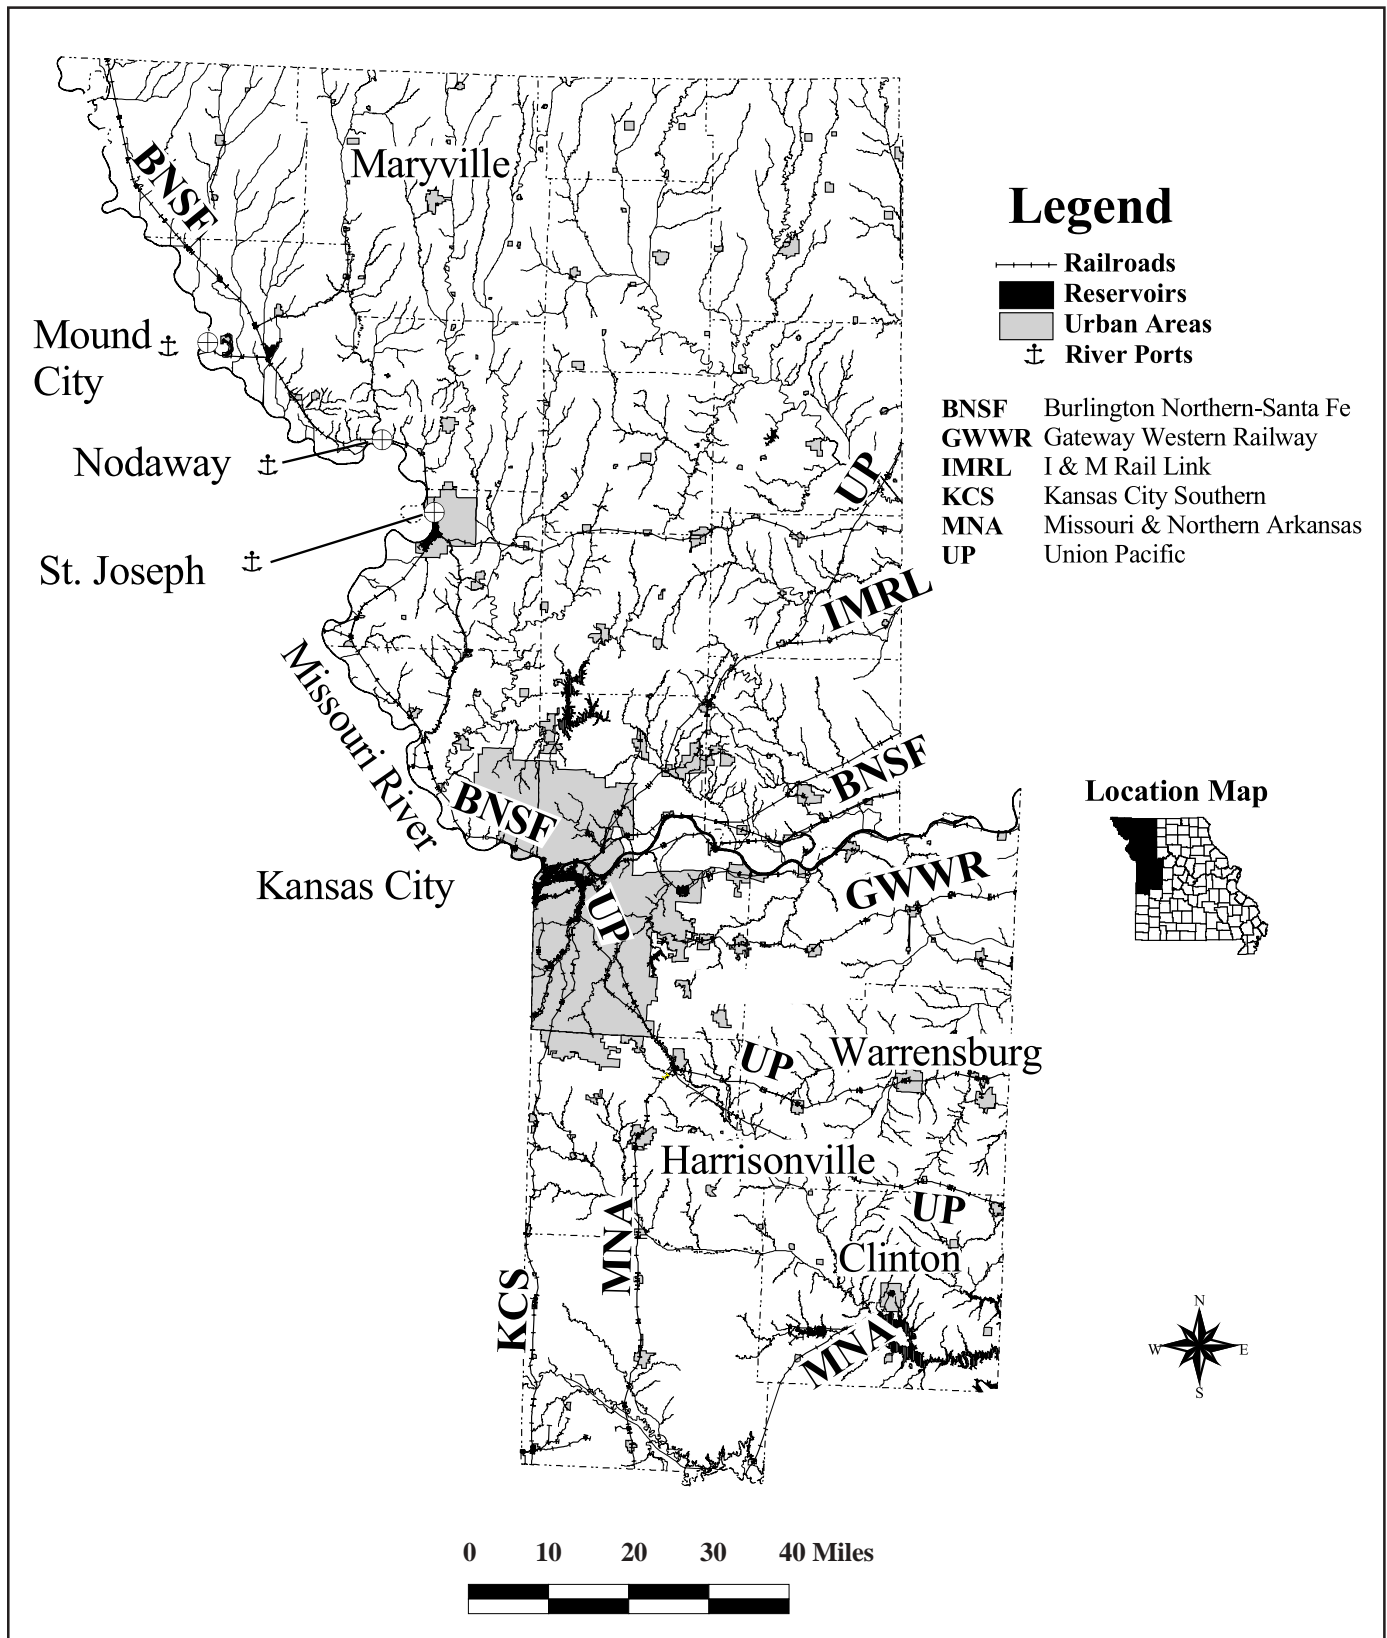 Maryville
BNSF
Legend
Railroads
Reservoirs
Urban Areas
River Ports
Mound
City
BNSF Burlington Northern-Santa Fe
GWWR Gateway Western Railway
IMRL I & M Rail Link
KCS Kansas City Southern
MNA Missouri & Northern Arkansas
UP Union Pacific
Nodaway
UP
St. Joseph
IMRL
Missouri River
BNSF
BNSF
Location Map
Kansas City
GWWR
UP
UP
Warrensburg
Harrisonville
UP
MNA
Clinton
KCS
MNA
N
W E
S
0 10 20 30 40 Miles